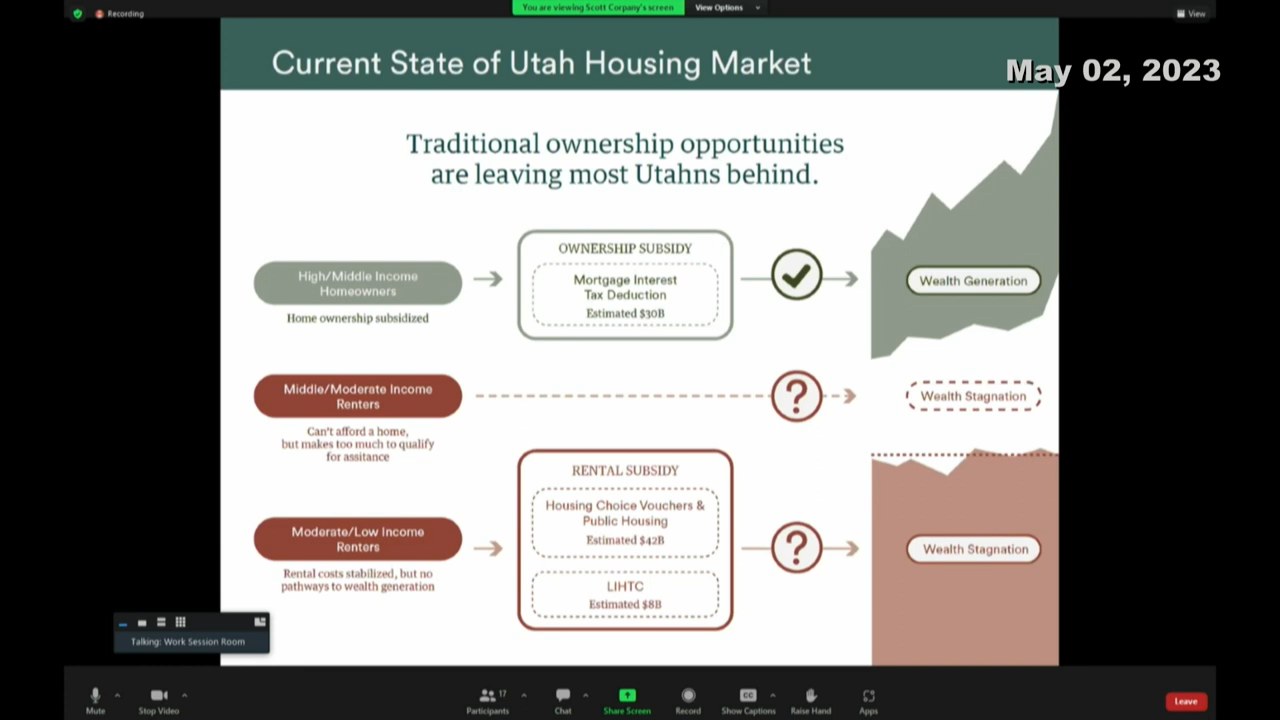 Recording
You are viewing Scott Corpany's screen
View Options
View
Current State of Utah Housing Market
May 02, 2023
Traditional ownership opportunities
are leaving most Utahns behind.
High/Middle Income
Homeowners
Home ownership subsidized
OWNERSHIP SUBSIDY
Mortgage Interest
Tax Deduction
Estimated $30B
Wealth Generation
Middle/Moderate Income
Renters
Can't afford a home,
but makes too much to qualify
for assitance
?
Wealth Stagnation
Moderate/Low Income
Renters
Rental costs stabilized, but no
pathways to wealth generation
RENTAL SUBSIDY
Housing Choice Vouchers &
Public Housing
Estimated $42B
LIHTC
Estimated $8B
?
Wealth Stagnation
Talking: Work Session Room
Mute
Stop Video
17
Participants
Chat
Share Screen
Record
CC
Show Captions
Raise Hand
Apps
Leave